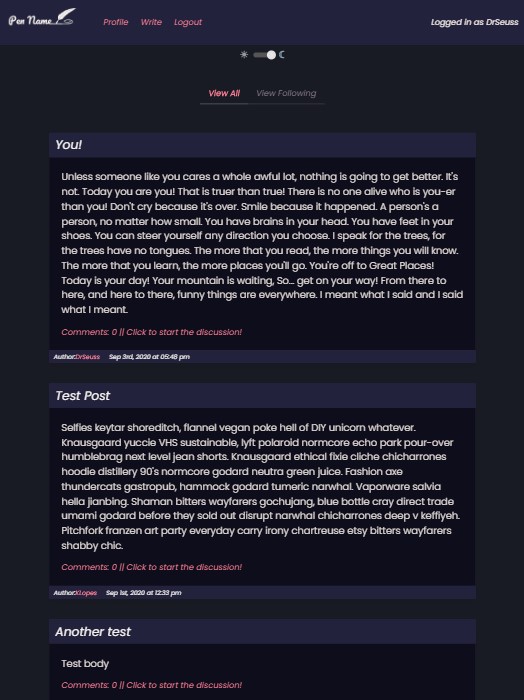 Pen Name
Profile Write Logout
Logged in as DrSeuss
View All View Following
You!
Unless someone like you cares a whole awful lot, nothing is going to get better. It's
not. Today you are you! That is truer than true! There is no one alive who is you-er
than you! Don't cry because it's over. Smile because it happened. A person's a
person, no matter how small. You have brains in your head. You have feet in your
shoes. You can steer yourself any direction you choose. I speak for the trees, for
the trees have no tongues. The more that you read, the more things you will know.
The more that you learn, the more places you'll go. You're off to Great Places!
Today is your day! Your mountain is waiting, So... get on your way! From there to
here, and here to there, funny things are everywhere. I meant what I said and I said
what I meant.
Comments: 0 || Click to start the discussion!
Author:DrSeuss Sep 3rd, 2020 at 05:46 pm
Test Post
Selfies keytar shoreditch, flannel vegan poke hell of DIY unicorn whatever.
Knausgaard yuccie VHS sustainable, lyft polaroid normcore echo park pour-over
humblebrag next level jean shorts. Knausgaard ethical fixie cliche chicharrones
hoodie distillery 90's normcore godard neutra green juice. Fashion axe
thundercats gastropub, hammock godard tumeric narwhal. Vaporware salvia
hella jianbing. Shaman bitters wayfarers gochujang, blue bottle cray direct trade
umami godard before they sold out disrupt narwhal chicharrones deep v keffiyeh.
Pitchfork franzen art party everyday carry irony chartreuse etsy bitters wayfarers
shabby chic.
Comments: 0 || Click to start the discussion!
Author:XLopes Sep 1st, 2020 at 12:33 pm
Another test
Test body
Comments: 0 || Click to start the discussion!